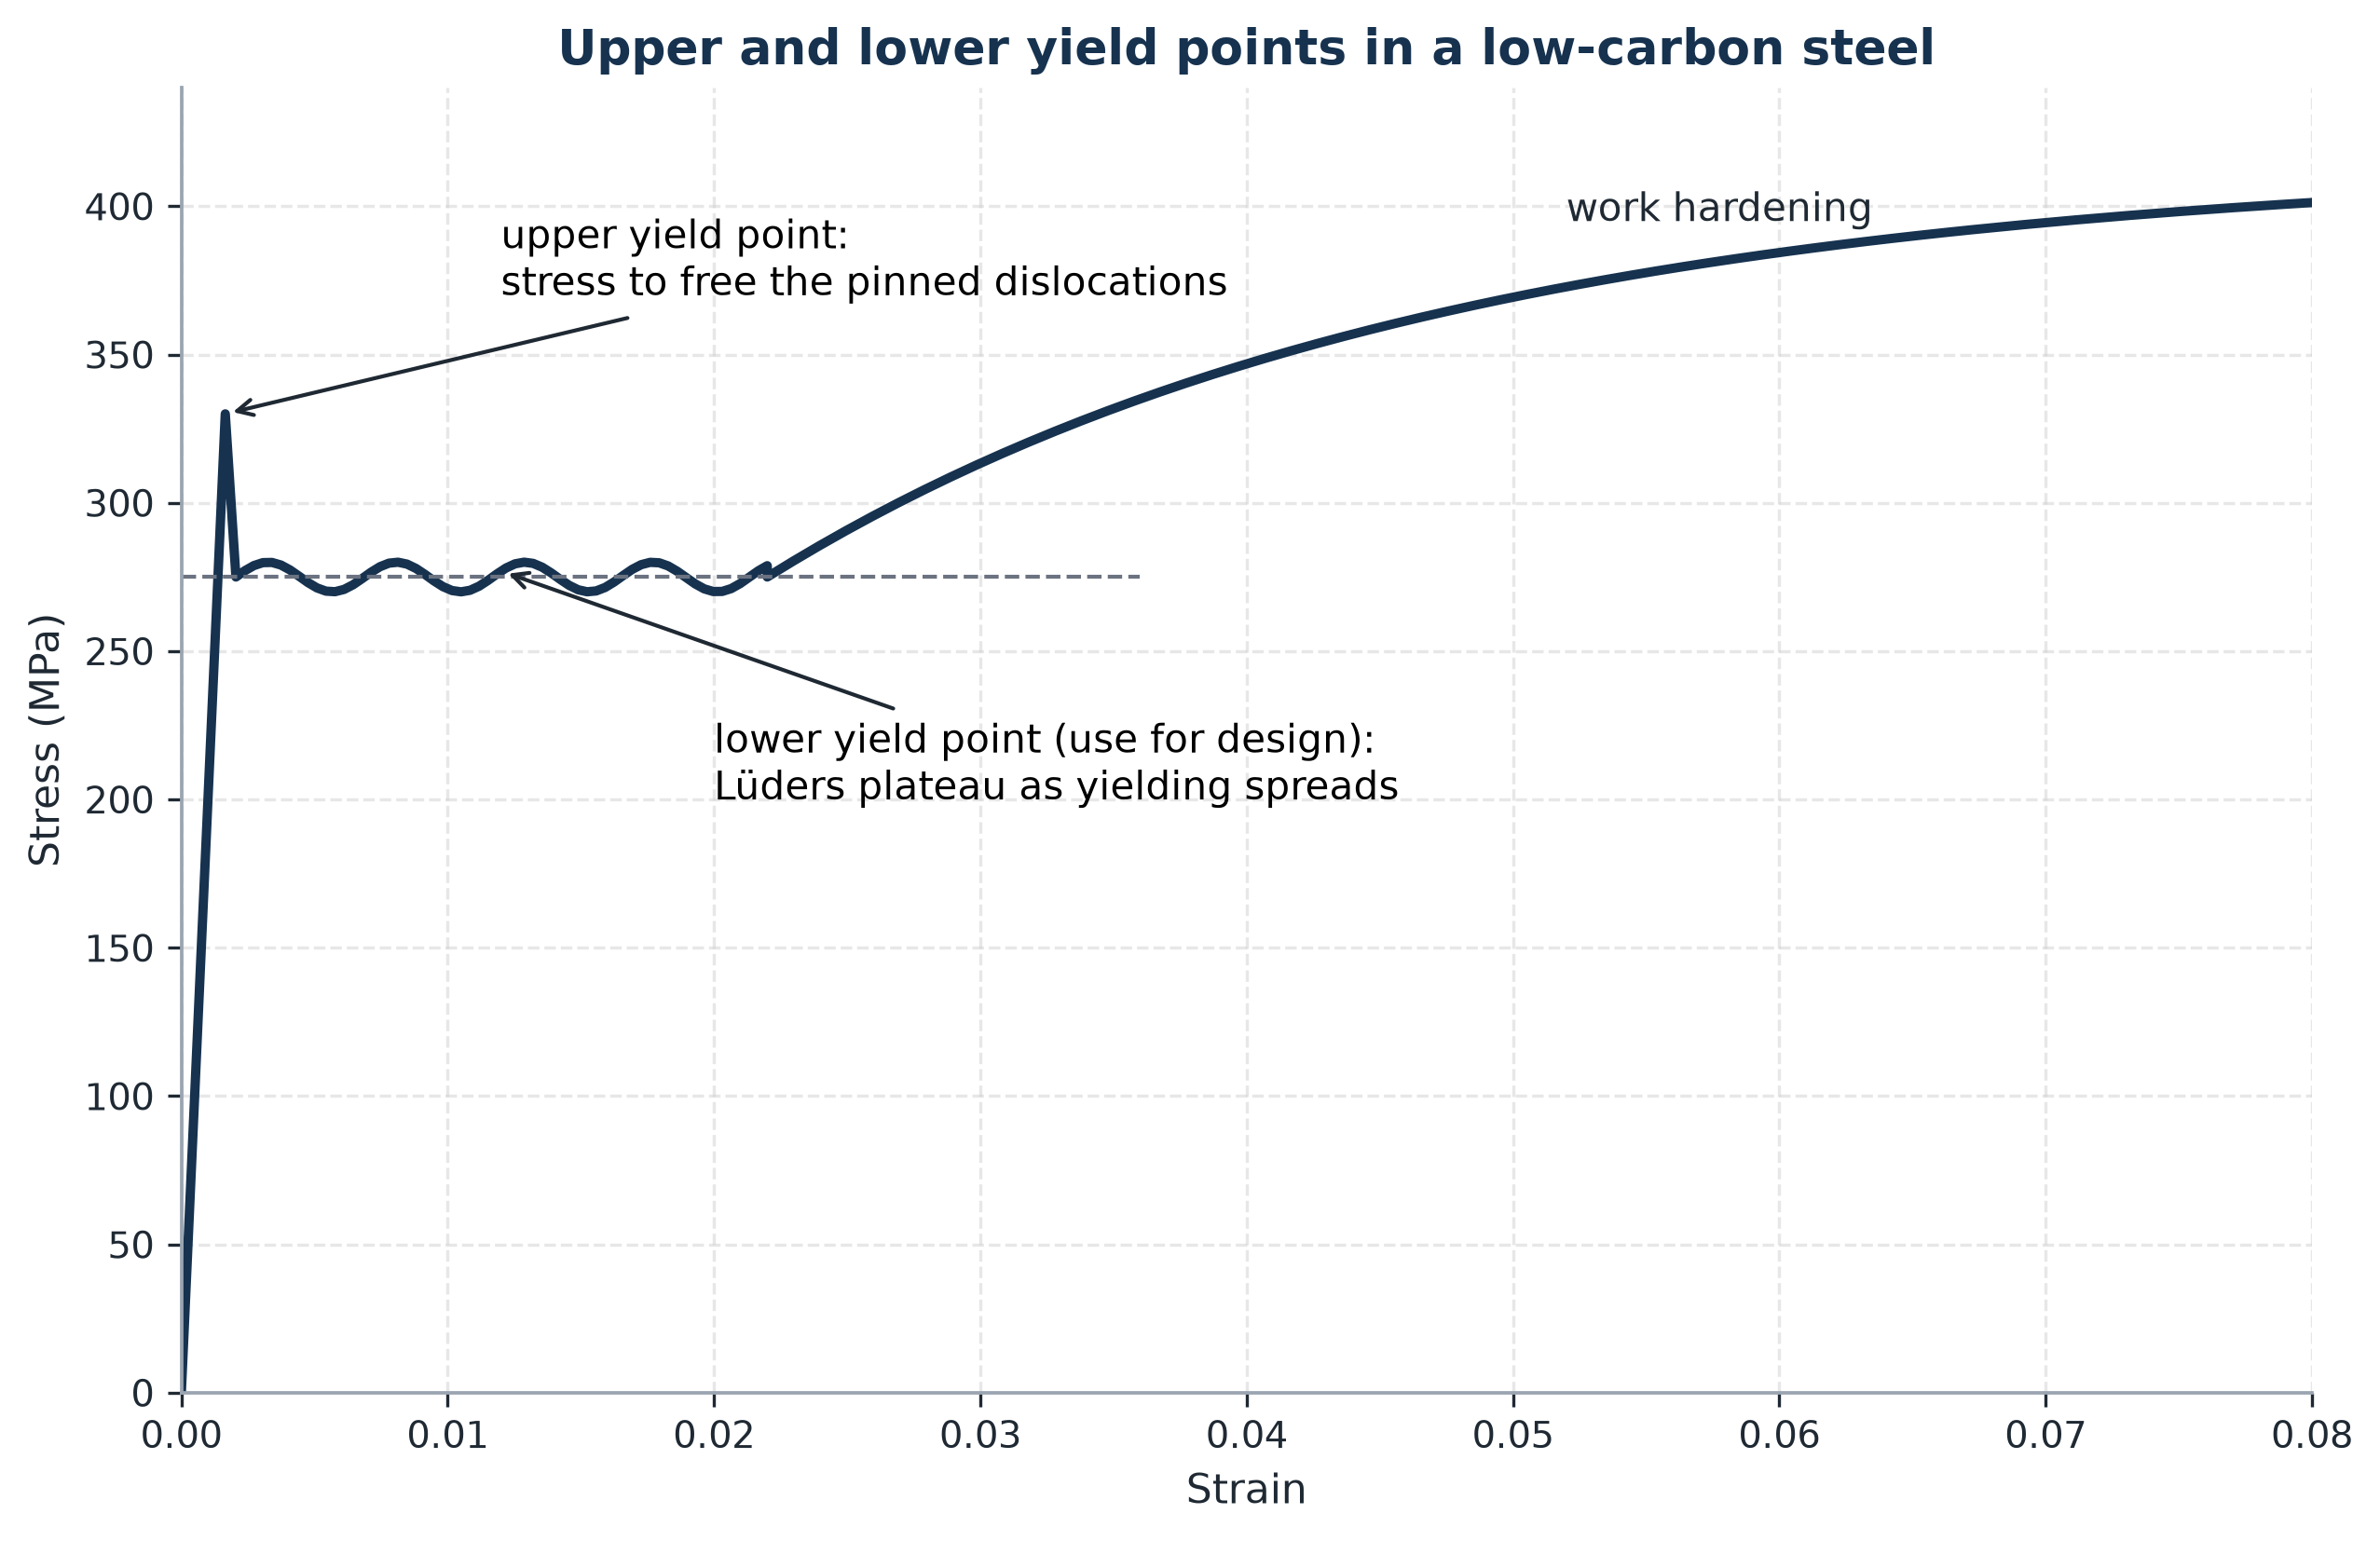 Upper and lower yield points in a low-carbon steel
400
350
300
250
200
150
100
50
0
Stress (MPa)
upper yield point:
stress to free the pinned dislocations
work hardening
lower yield point (use for design):
Lüders plateau as yielding spreads
0.00
0.01
0.02
0.03
0.04
0.05
0.06
0.07
0.08
Strain